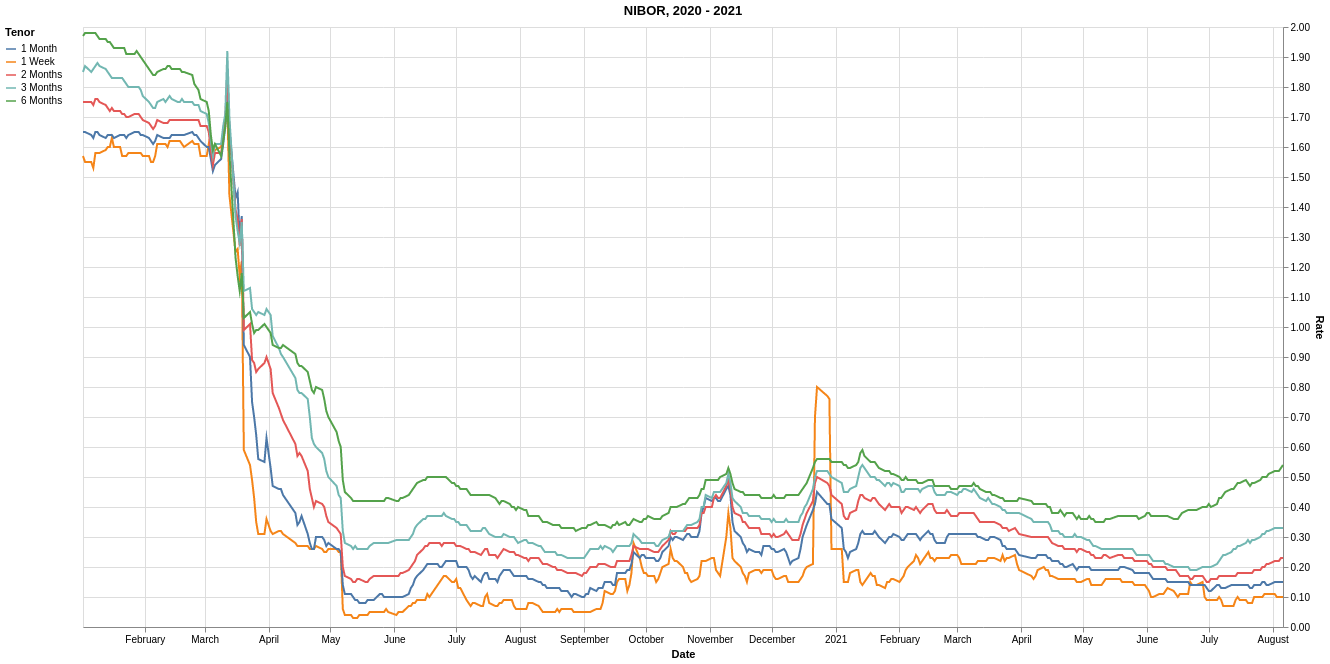 NIBOR, 2020 - 2021
Tenor
1 Month
1 Week
2 Months
3 Months
6 Months
2.00
1.90
1.80
1.70
1.60
1.50
1.40
1.30
1.20
1.10
1.00
0.90
0.80
0.70
0.60
0.50
0.40
0.30
0.20
0.10
0.00
Rate
February March April May June July August September October November December 2021 February March April May June July August
Date